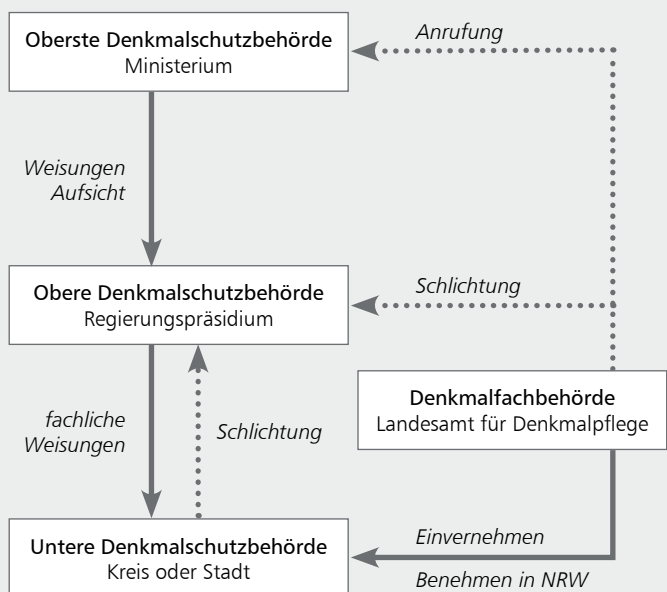 Oberste Denkmalschutzbehörde
Ministerium
Anrufung
Weisungen
Aufsicht
Obere Denkmalschutzbehörde
Regierungspräsidium
Schlichtung
Denkmalfachbehörde
Landesamt für Denkmalpflege
fachliche
Weisungen
Schlichtung
Untere Denkmalschutzbehörde
Kreis oder Stadt
Einvernehmen
Benehmen in NRW